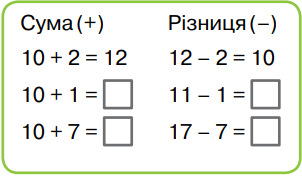 Сума (+) Різниця (−)
10 + 2 = 12 12 − 2 = 10
10 + 1 = □ 11 − 1 = □
10 + 7 = □ 17 − 7 = □